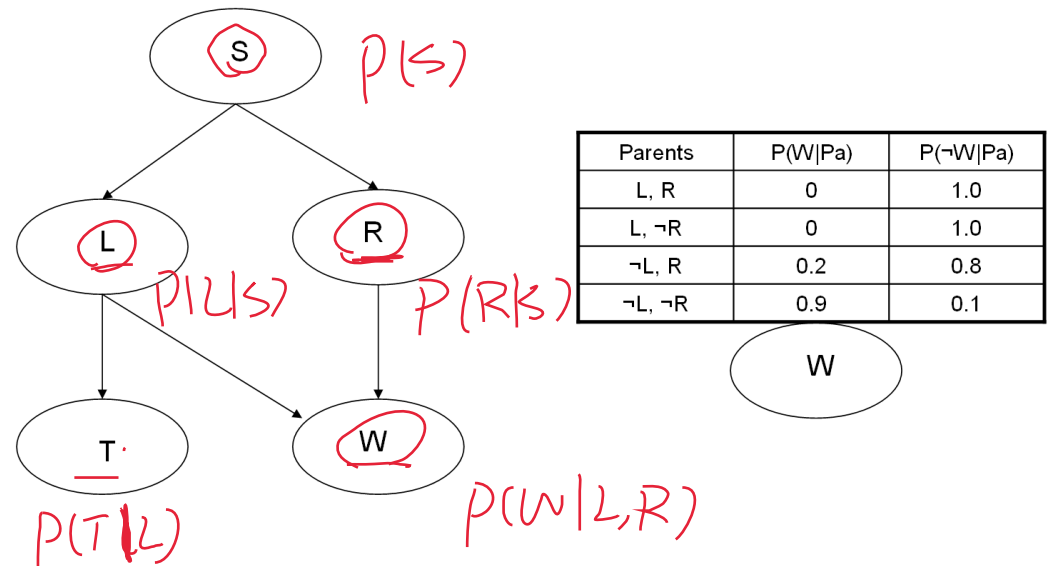 S
P(S)
Parents P(W|Pa) P(¬W|Pa)
L, R 0 1.0
L, ¬R 0 1.0
¬L, R 0.2 0.8
¬L, ¬R 0.9 0.1
L
R
P(L|S)
P(R|S)
W
T
W
P(T|L)
P(W|L,R)